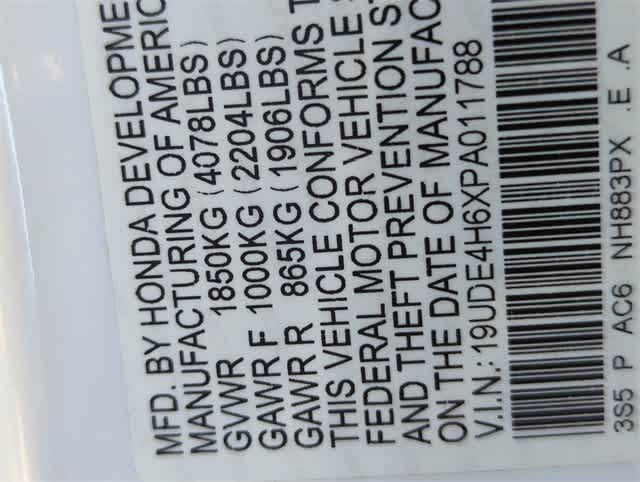 MFD. BY HONDA DEVELOPME
MANUFACTURING OF AMERIC
GVWR 1850KG (4078LBS)
GAWR F 1000KG (2204LBS)
GAWR R 865KG (1906LBS)
THIS VEHICLE CONFORMS T
FEDERAL MOTOR VEHICLE S
AND THEFT PREVENTION ST
ON THE DATE OF MANUFAC
V.I.N.: 19UDE4H6XPA011788
3S5 P AC6 NH883PX .E .A